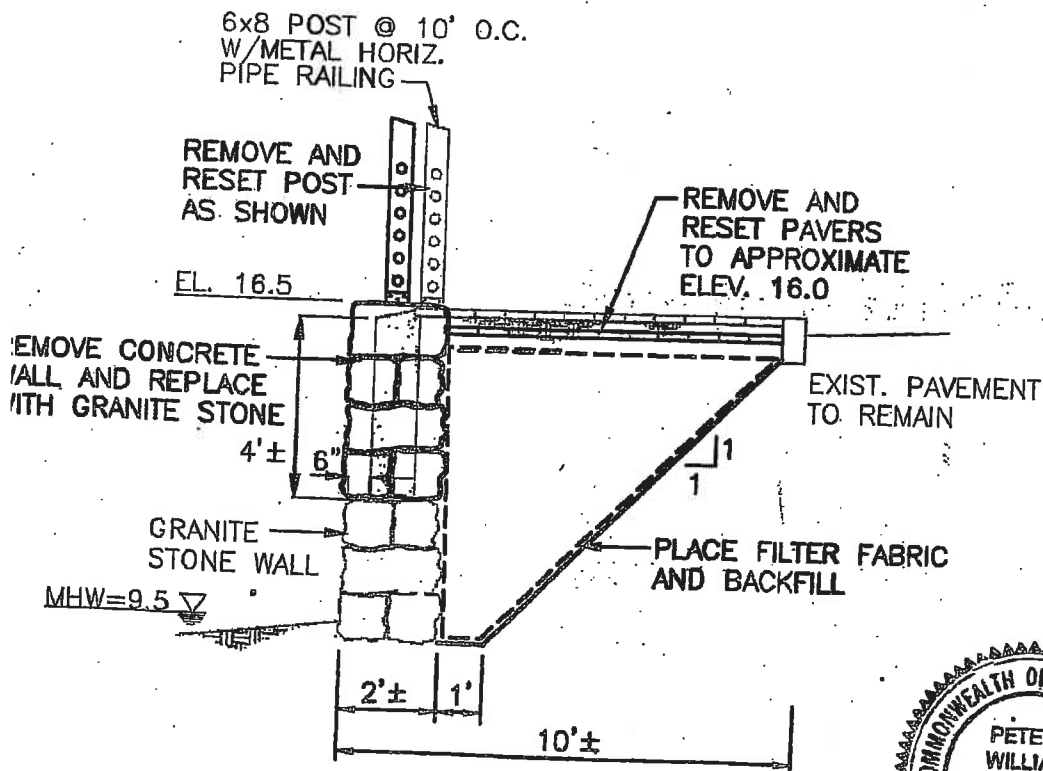 6x8 POST @ 10' O.C.
W/METAL HORIZ.
PIPE RAILING
REMOVE AND
RESET POST
AS SHOWN
REMOVE AND
RESET PAVERS
TO APPROXIMATE
ELEV. 16.0
EL. 16.5
EMOVE CONCRETE
ALL AND REPLACE
ITH GRANITE STONE
4'±
6"
EXIST. PAVEMENT
TO REMAIN
1
1
GRANITE
STONE WALL
PLACE FILTER FABRIC
AND BACKFILL
MHW=9.5
2'±
1'
10'±
OMMONWEALTH O
PETE
WILLIA